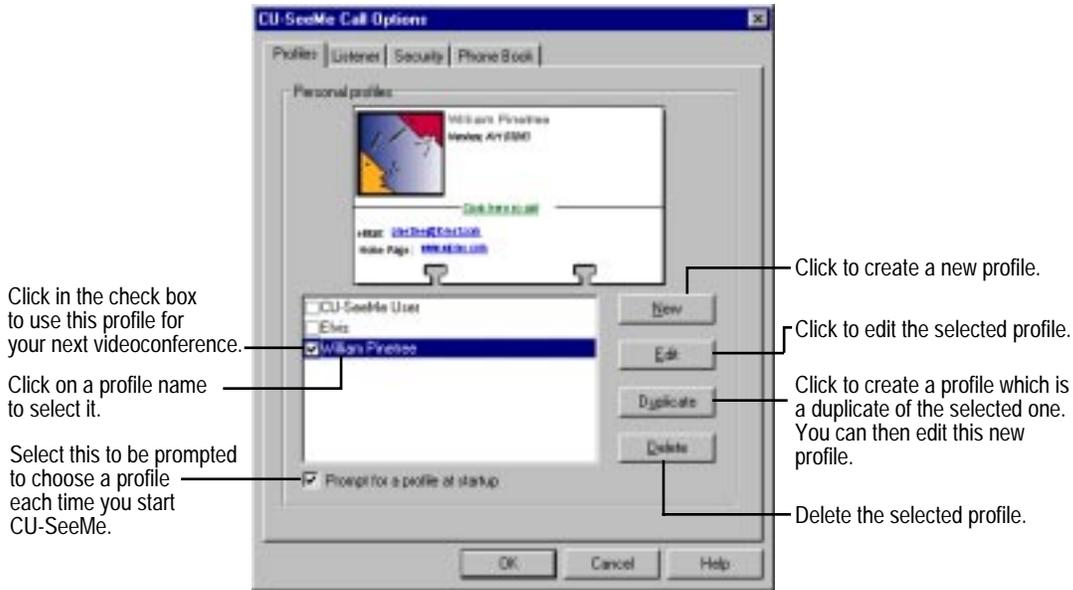 CU-SeeMe Call Options
Profiles Listener Security Phone Book
Personal profiles
William Pinetree
Click here to call
Home Page:
CU-SeeMe User
Elvis
William Pinetree
New
Edit
Duplicate
Delete
Prompt for a profile at startup
OK Cancel Help
Click in the check box
to use this profile for
your next videoconference.
Click on a profile name
to select it.
Select this to be prompted
to choose a profile
each time you start
CU-SeeMe.
Click to create a new profile.
Click to edit the selected profile.
Click to create a profile which is
a duplicate of the selected one.
You can then edit this new
profile.
Delete the selected profile.